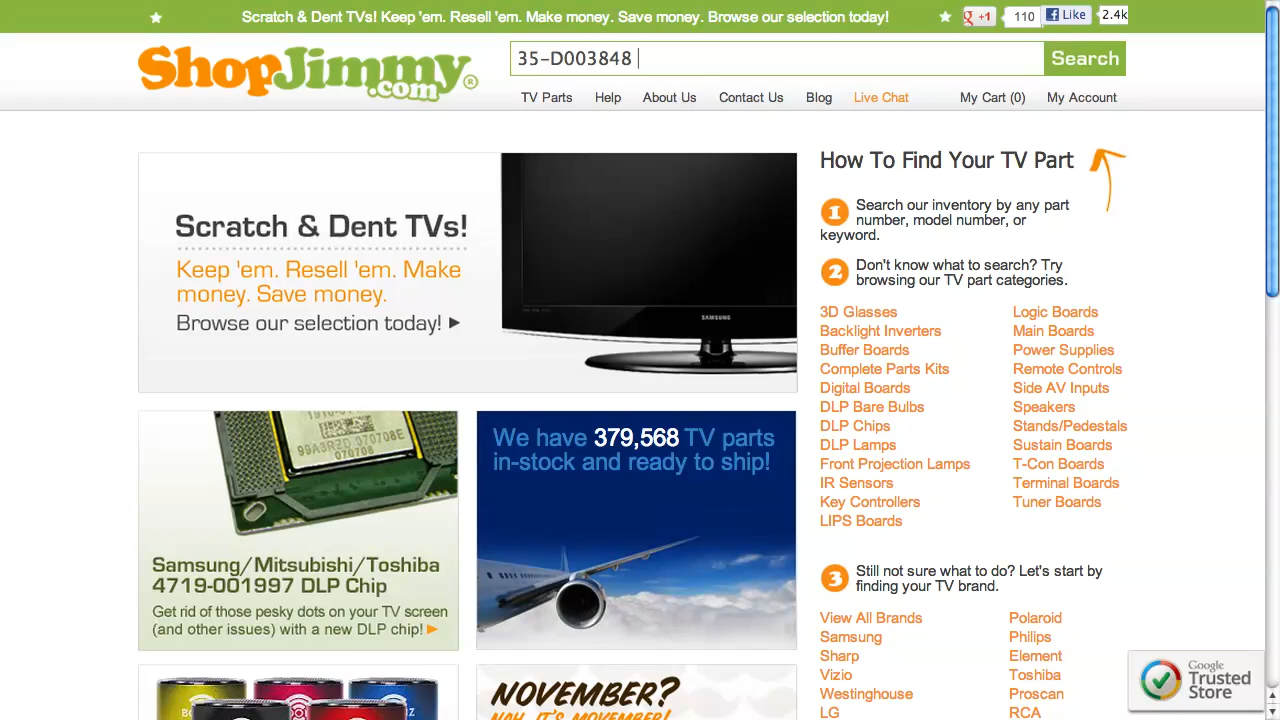 Scratch & Dent TVs! Keep 'em. Resell 'em. Make money. Save money. Browse our selection today!
+1 110 Like 2.4k
ShopJimmy.com®
35-D003848
Search
TV Parts Help About Us Contact Us Blog Live Chat My Cart (0) My Account
Scratch & Dent TVs!
Keep 'em. Resell 'em. Make
money. Save money.
Browse our selection today!
SAMSUNG
How To Find Your TV Part
1 Search our inventory by any part
number, model number, or
keyword.
2 Don't know what to search? Try
browsing our TV part categories.
3D Glasses Logic Boards
Backlight Inverters Main Boards
Buffer Boards Power Supplies
Complete Parts Kits Remote Controls
Digital Boards Side AV Inputs
DLP Bare Bulbs Speakers
DLP Chips Stands/Pedestals
DLP Lamps Sustain Boards
Front Projection Lamps T-Con Boards
IR Sensors Terminal Boards
Key Controllers Tuner Boards
LIPS Boards
3 Still not sure what to do? Let's start by
finding your TV brand.
View All Brands Polaroid
Samsung Philips
Sharp Element
Vizio Toshiba
Westinghouse Proscan
LG RCA
070708
Samsung/Mitsubishi/Toshiba
4719-001997 DLP Chip
Get rid of those pesky dots on your TV screen
(and other issues) with a new DLP chip!
We have 379,568 TV parts
in-stock and ready to ship!
NOVEMBER?
NAH, IT'S MOVEMBER!
Google
Trusted
Store